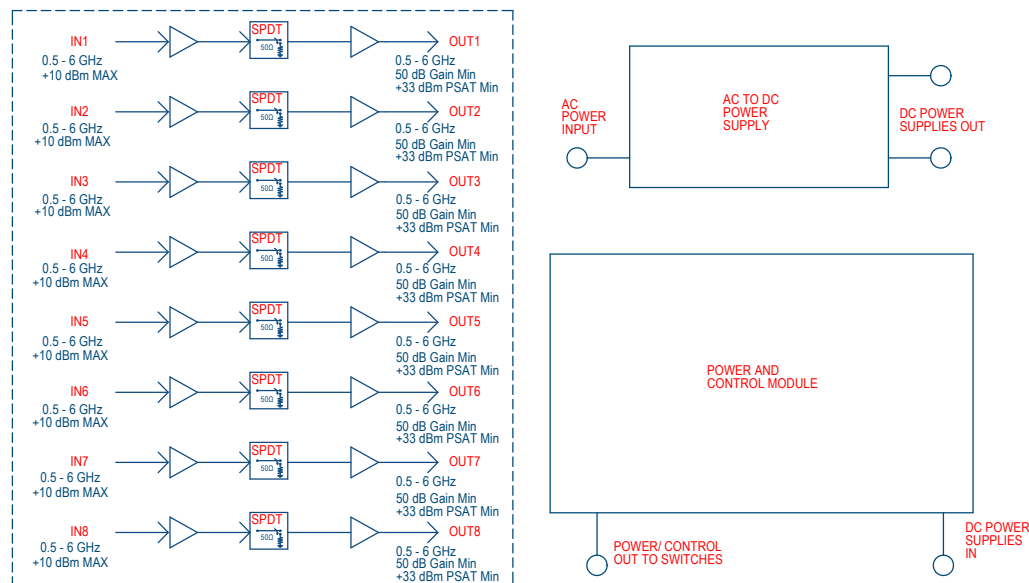 IN1
0.5 - 6 GHz
+10 dBm MAX
SPDT
50Ω
OUT1
0.5 - 6 GHz
50 dB Gain Min
+33 dBm PSAT Min
IN2
0.5 - 6 GHz
+10 dBm MAX
SPDT
50Ω
OUT2
0.5 - 6 GHz
50 dB Gain Min
+33 dBm PSAT Min
IN3
0.5 - 6 GHz
+10 dBm MAX
SPDT
50Ω
OUT3
0.5 - 6 GHz
50 dB Gain Min
+33 dBm PSAT Min
IN4
0.5 - 6 GHz
+10 dBm MAX
SPDT
50Ω
OUT4
0.5 - 6 GHz
50 dB Gain Min
+33 dBm PSAT Min
IN5
0.5 - 6 GHz
+10 dBm MAX
SPDT
50Ω
OUT5
0.5 - 6 GHz
50 dB Gain Min
+33 dBm PSAT Min
IN6
0.5 - 6 GHz
+10 dBm MAX
SPDT
50Ω
OUT6
0.5 - 6 GHz
50 dB Gain Min
+33 dBm PSAT Min
IN7
0.5 - 6 GHz
+10 dBm MAX
SPDT
50Ω
OUT7
0.5 - 6 GHz
50 dB Gain Min
+33 dBm PSAT Min
IN8
0.5 - 6 GHz
+10 dBm MAX
SPDT
50Ω
OUT8
0.5 - 6 GHz
50 dB Gain Min
+33 dBm PSAT Min
AC
POWER
INPUT
AC TO DC
POWER
SUPPLY
DC POWER
SUPPLIES OUT
POWER AND
CONTROL MODULE
POWER/ CONTROL
OUT TO SWITCHES
DC POWER
SUPPLIES
IN